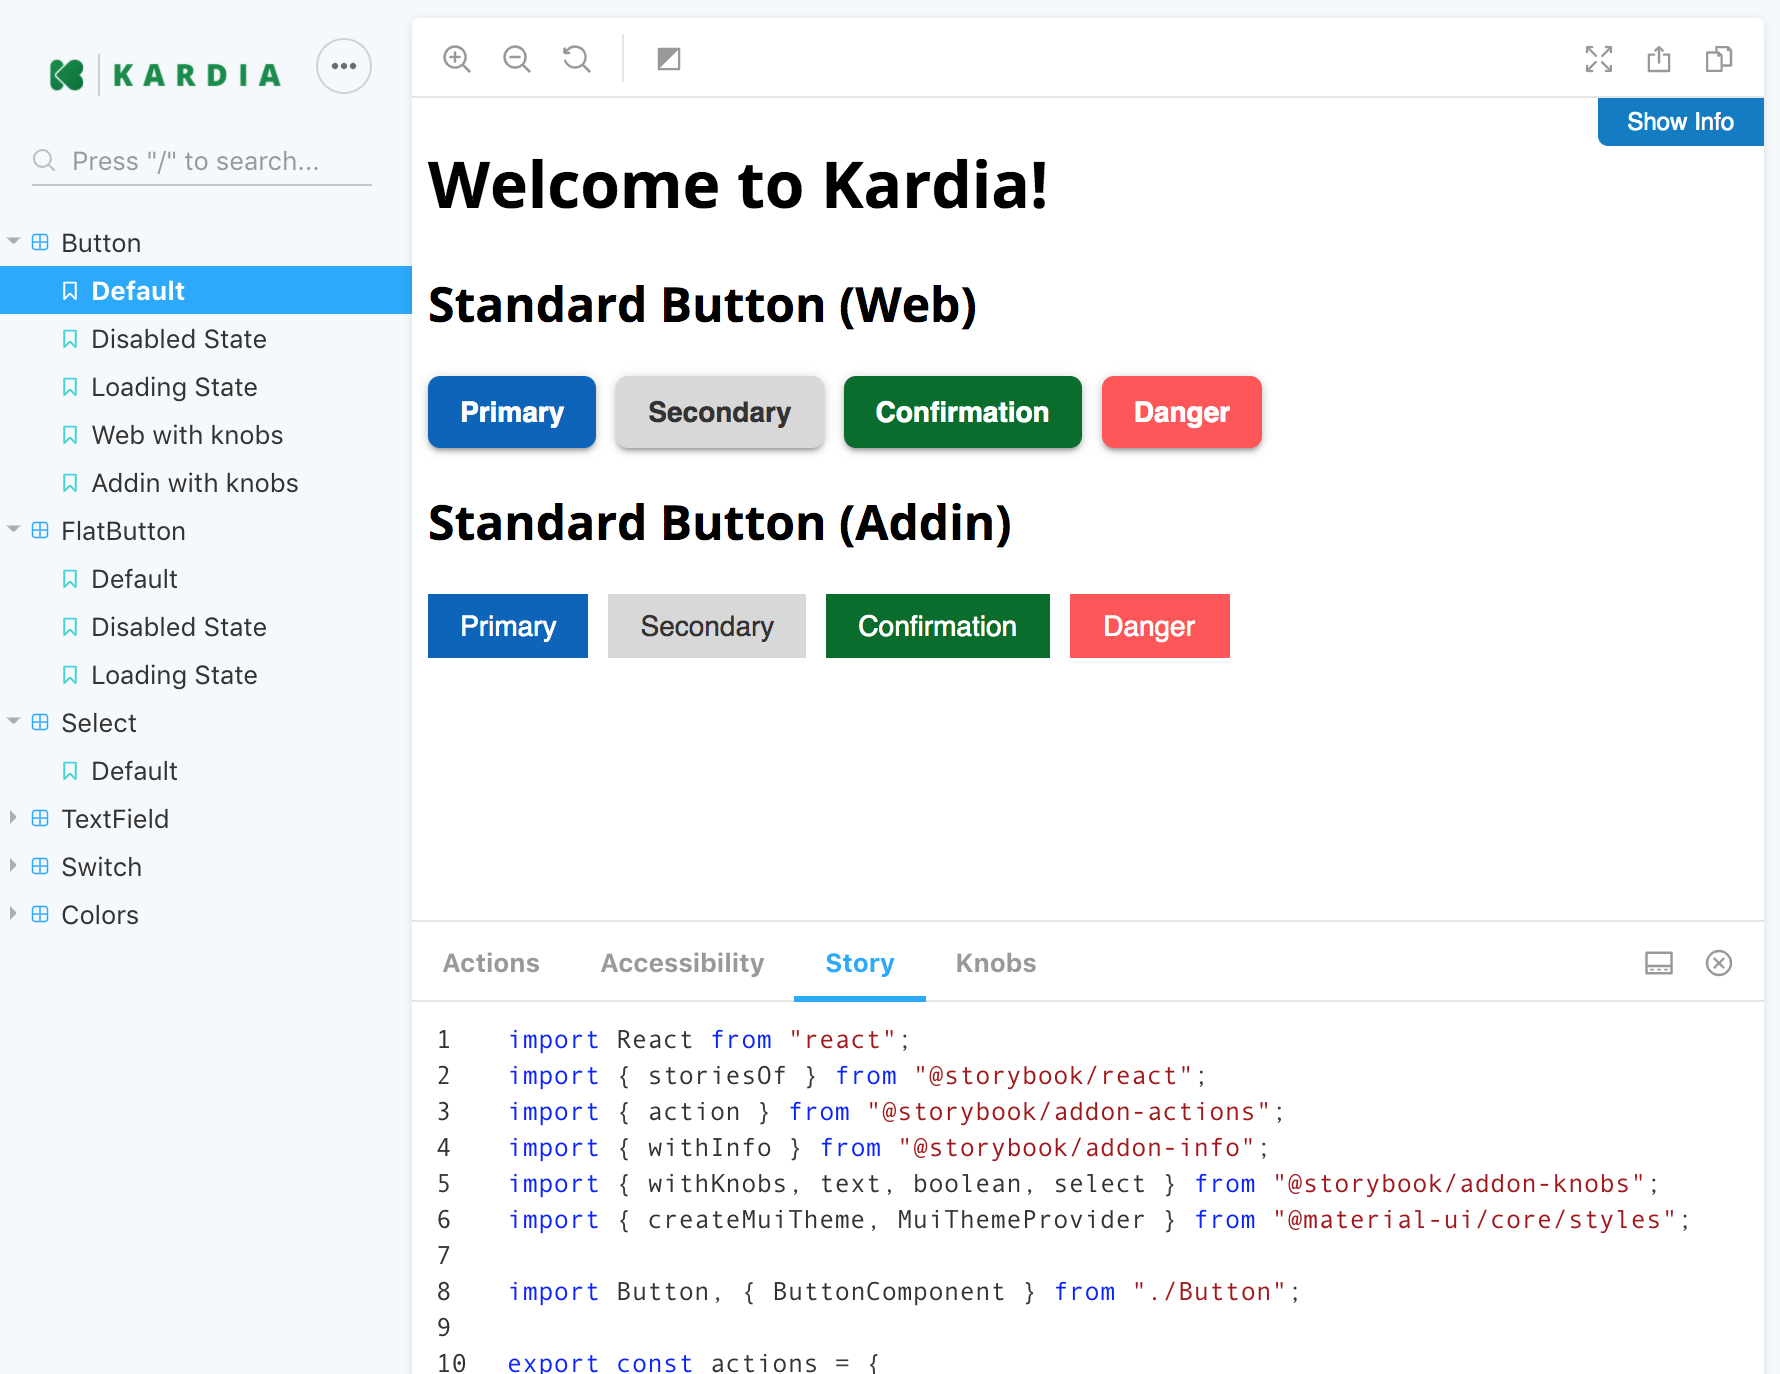 KARDIA
Press "/" to search...
Button
Default
Disabled State
Loading State
Web with knobs
Addin with knobs
FlatButton
Default
Disabled State
Loading State
Select
Default
TextField
Switch
Colors
Show Info
Welcome to Kardia!
Standard Button (Web)
Primary Secondary Confirmation Danger
Standard Button (Addin)
Primary Secondary Confirmation Danger
Actions Accessibility Story Knobs
1 import React from "react";
2 import { storiesOf } from "@storybook/react";
3 import { action } from "@storybook/addon-actions";
4 import { withInfo } from "@storybook/addon-info";
5 import { withKnobs, text, boolean, select } from "@storybook/addon-knobs";
6 import { createMuiTheme, MuiThemeProvider } from "@material-ui/core/styles";
7
8 import Button, { ButtonComponent } from "./Button";
9
10 export const actions = {